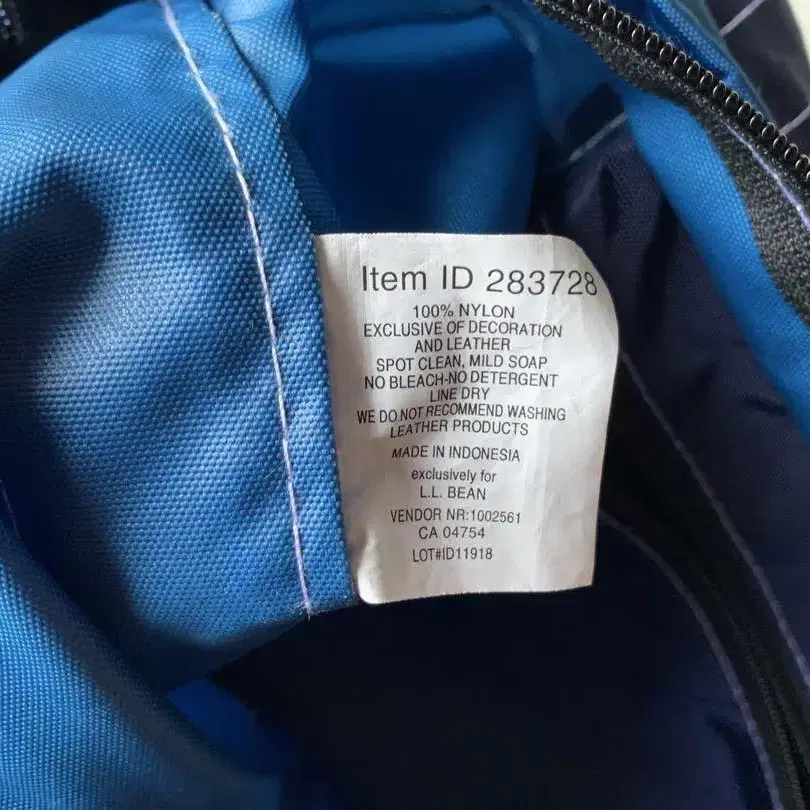 Item ID 283728
100% NYLON
EXCLUSIVE OF DECORATION
AND LEATHER
SPOT CLEAN, MILD SOAP
NO BLEACH-NO DETERGENT
LINE DRY
WE DO NOT RECOMMEND WASHING
LEATHER PRODUCTS
MADE IN INDONESIA
exclusively for
L.L. BEAN
VENDOR NR:1002561
CA 04754
LOT#ID11918